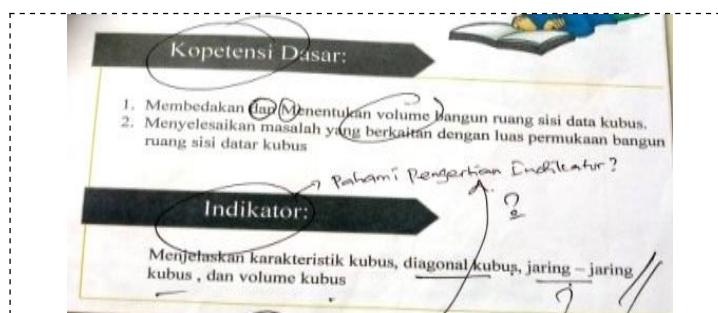 Kopetensi Dasar:
1. Membedakan dan Menentukan volume bangun ruang sisi data kubus.
2. Menyelesaikan masalah yang berkaitan dengan luas permukaan bangun
ruang sisi datar kubus
Pahami Pengertian Indikator?
?
Indikator:
Menjelaskan karakteristik kubus, diagonal kubus, jaring – jaring
kubus , dan volume kubus
?